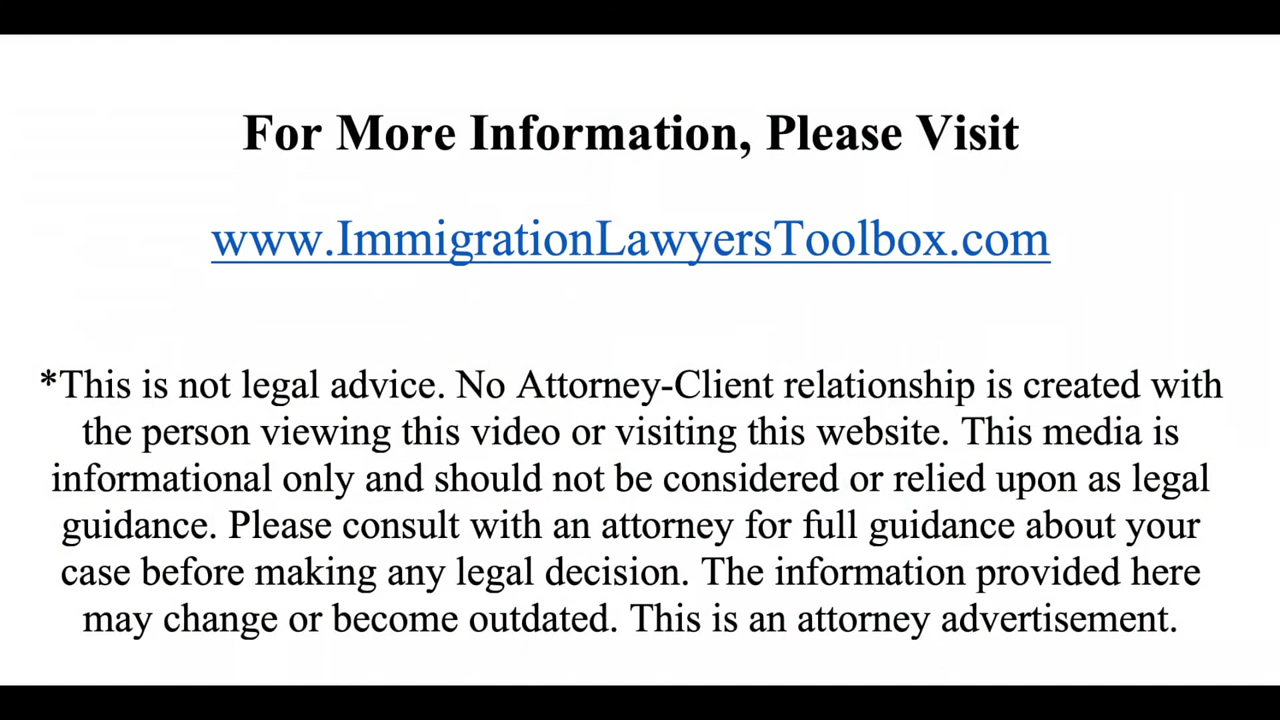 For More Information, Please Visit
www.ImmigrationLawyersToolbox.com
*This is not legal advice. No Attorney-Client relationship is created with
the person viewing this video or visiting this website. This media is
informational only and should not be considered or relied upon as legal
guidance. Please consult with an attorney for full guidance about your
case before making any legal decision. The information provided here
may change or become outdated. This is an attorney advertisement.